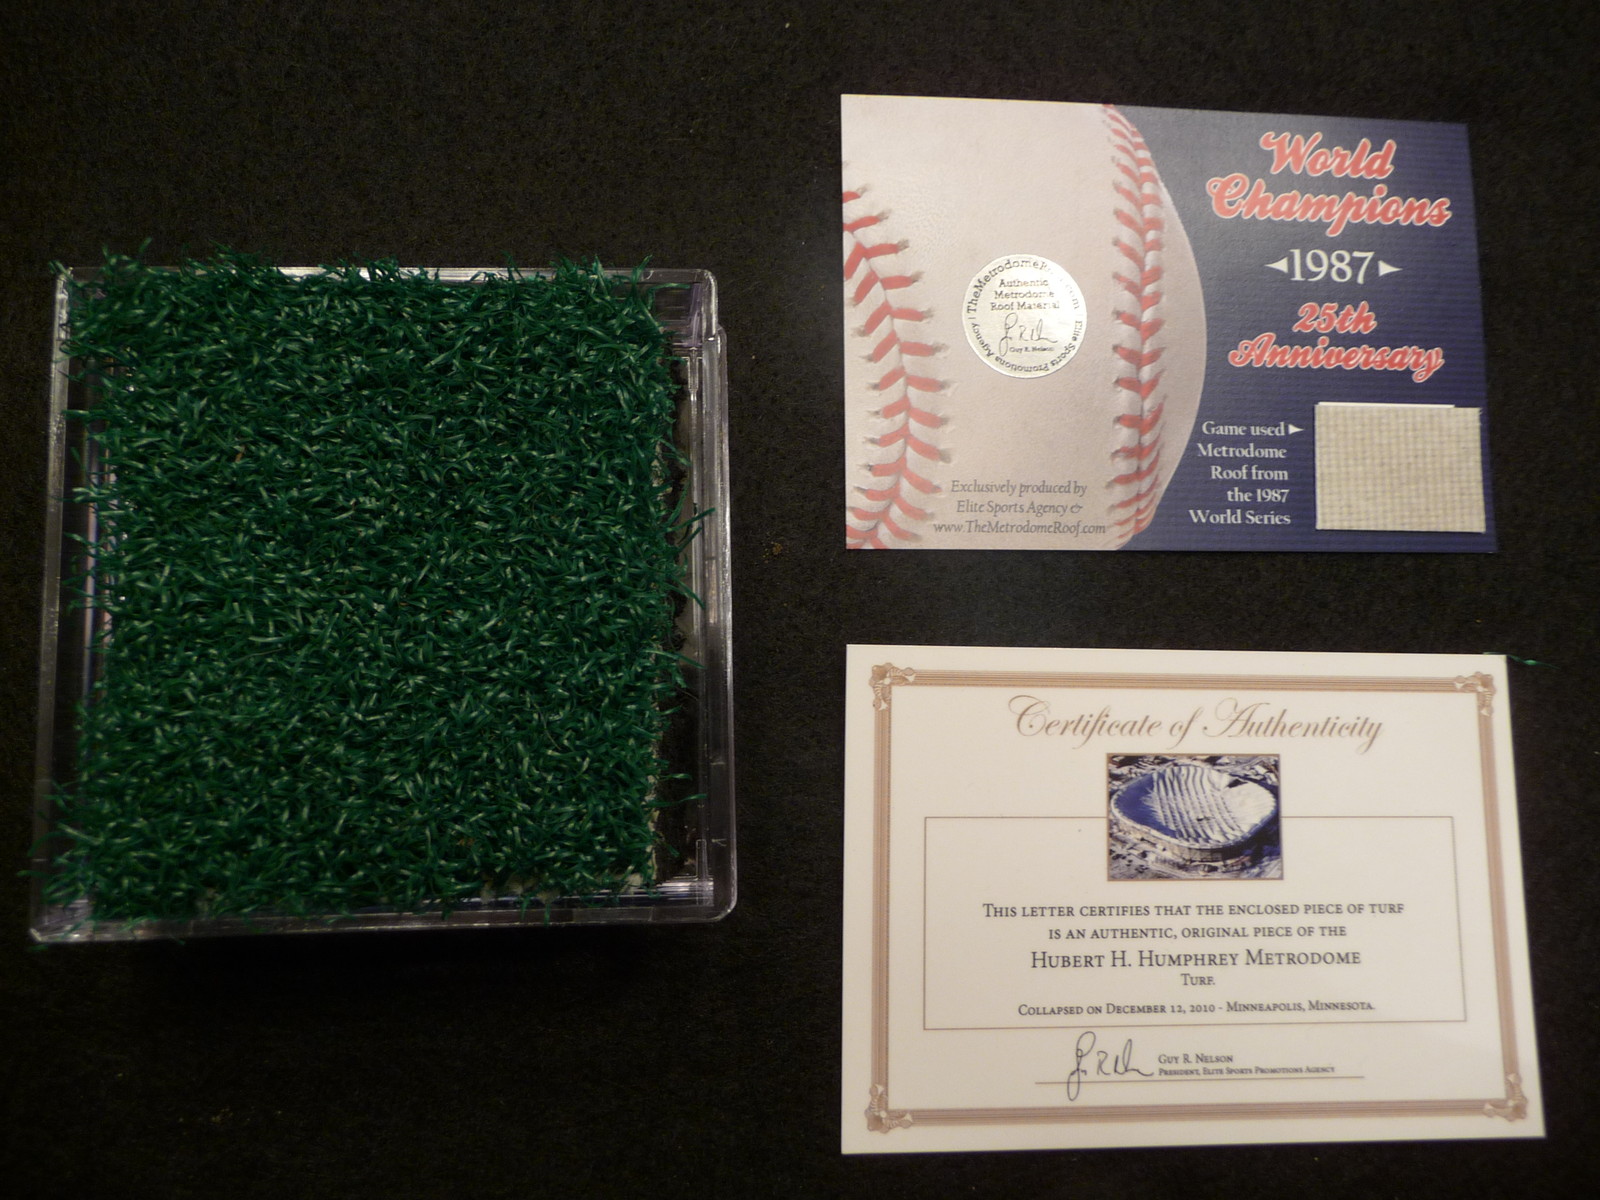 World
Champions
◄1987►
25th
Anniversary
TheMetrodomeR com
Elite Sports Promotions Agency |
Authentic
Metrodome
Roof Material
Guy R. Nelson
Game used ►
Metrodome
Roof from
the 1987
World Series
Exclusively produced by
Elite Sports Agency &
www.TheMetrodomeRoof.com
Certificate of Authenticity
THIS LETTER CERTIFIES THAT THE ENCLOSED PIECE OF TURF
IS AN AUTHENTIC, ORIGINAL PIECE OF THE
HUBERT H. HUMPHREY METRODOME
TURF.
COLLAPSED ON DECEMBER 12, 2010 - MINNEAPOLIS, MINNESOTA.
GUY R. NELSON
PRESIDENT, ELITE SPORTS PROMOTIONS AGENCY